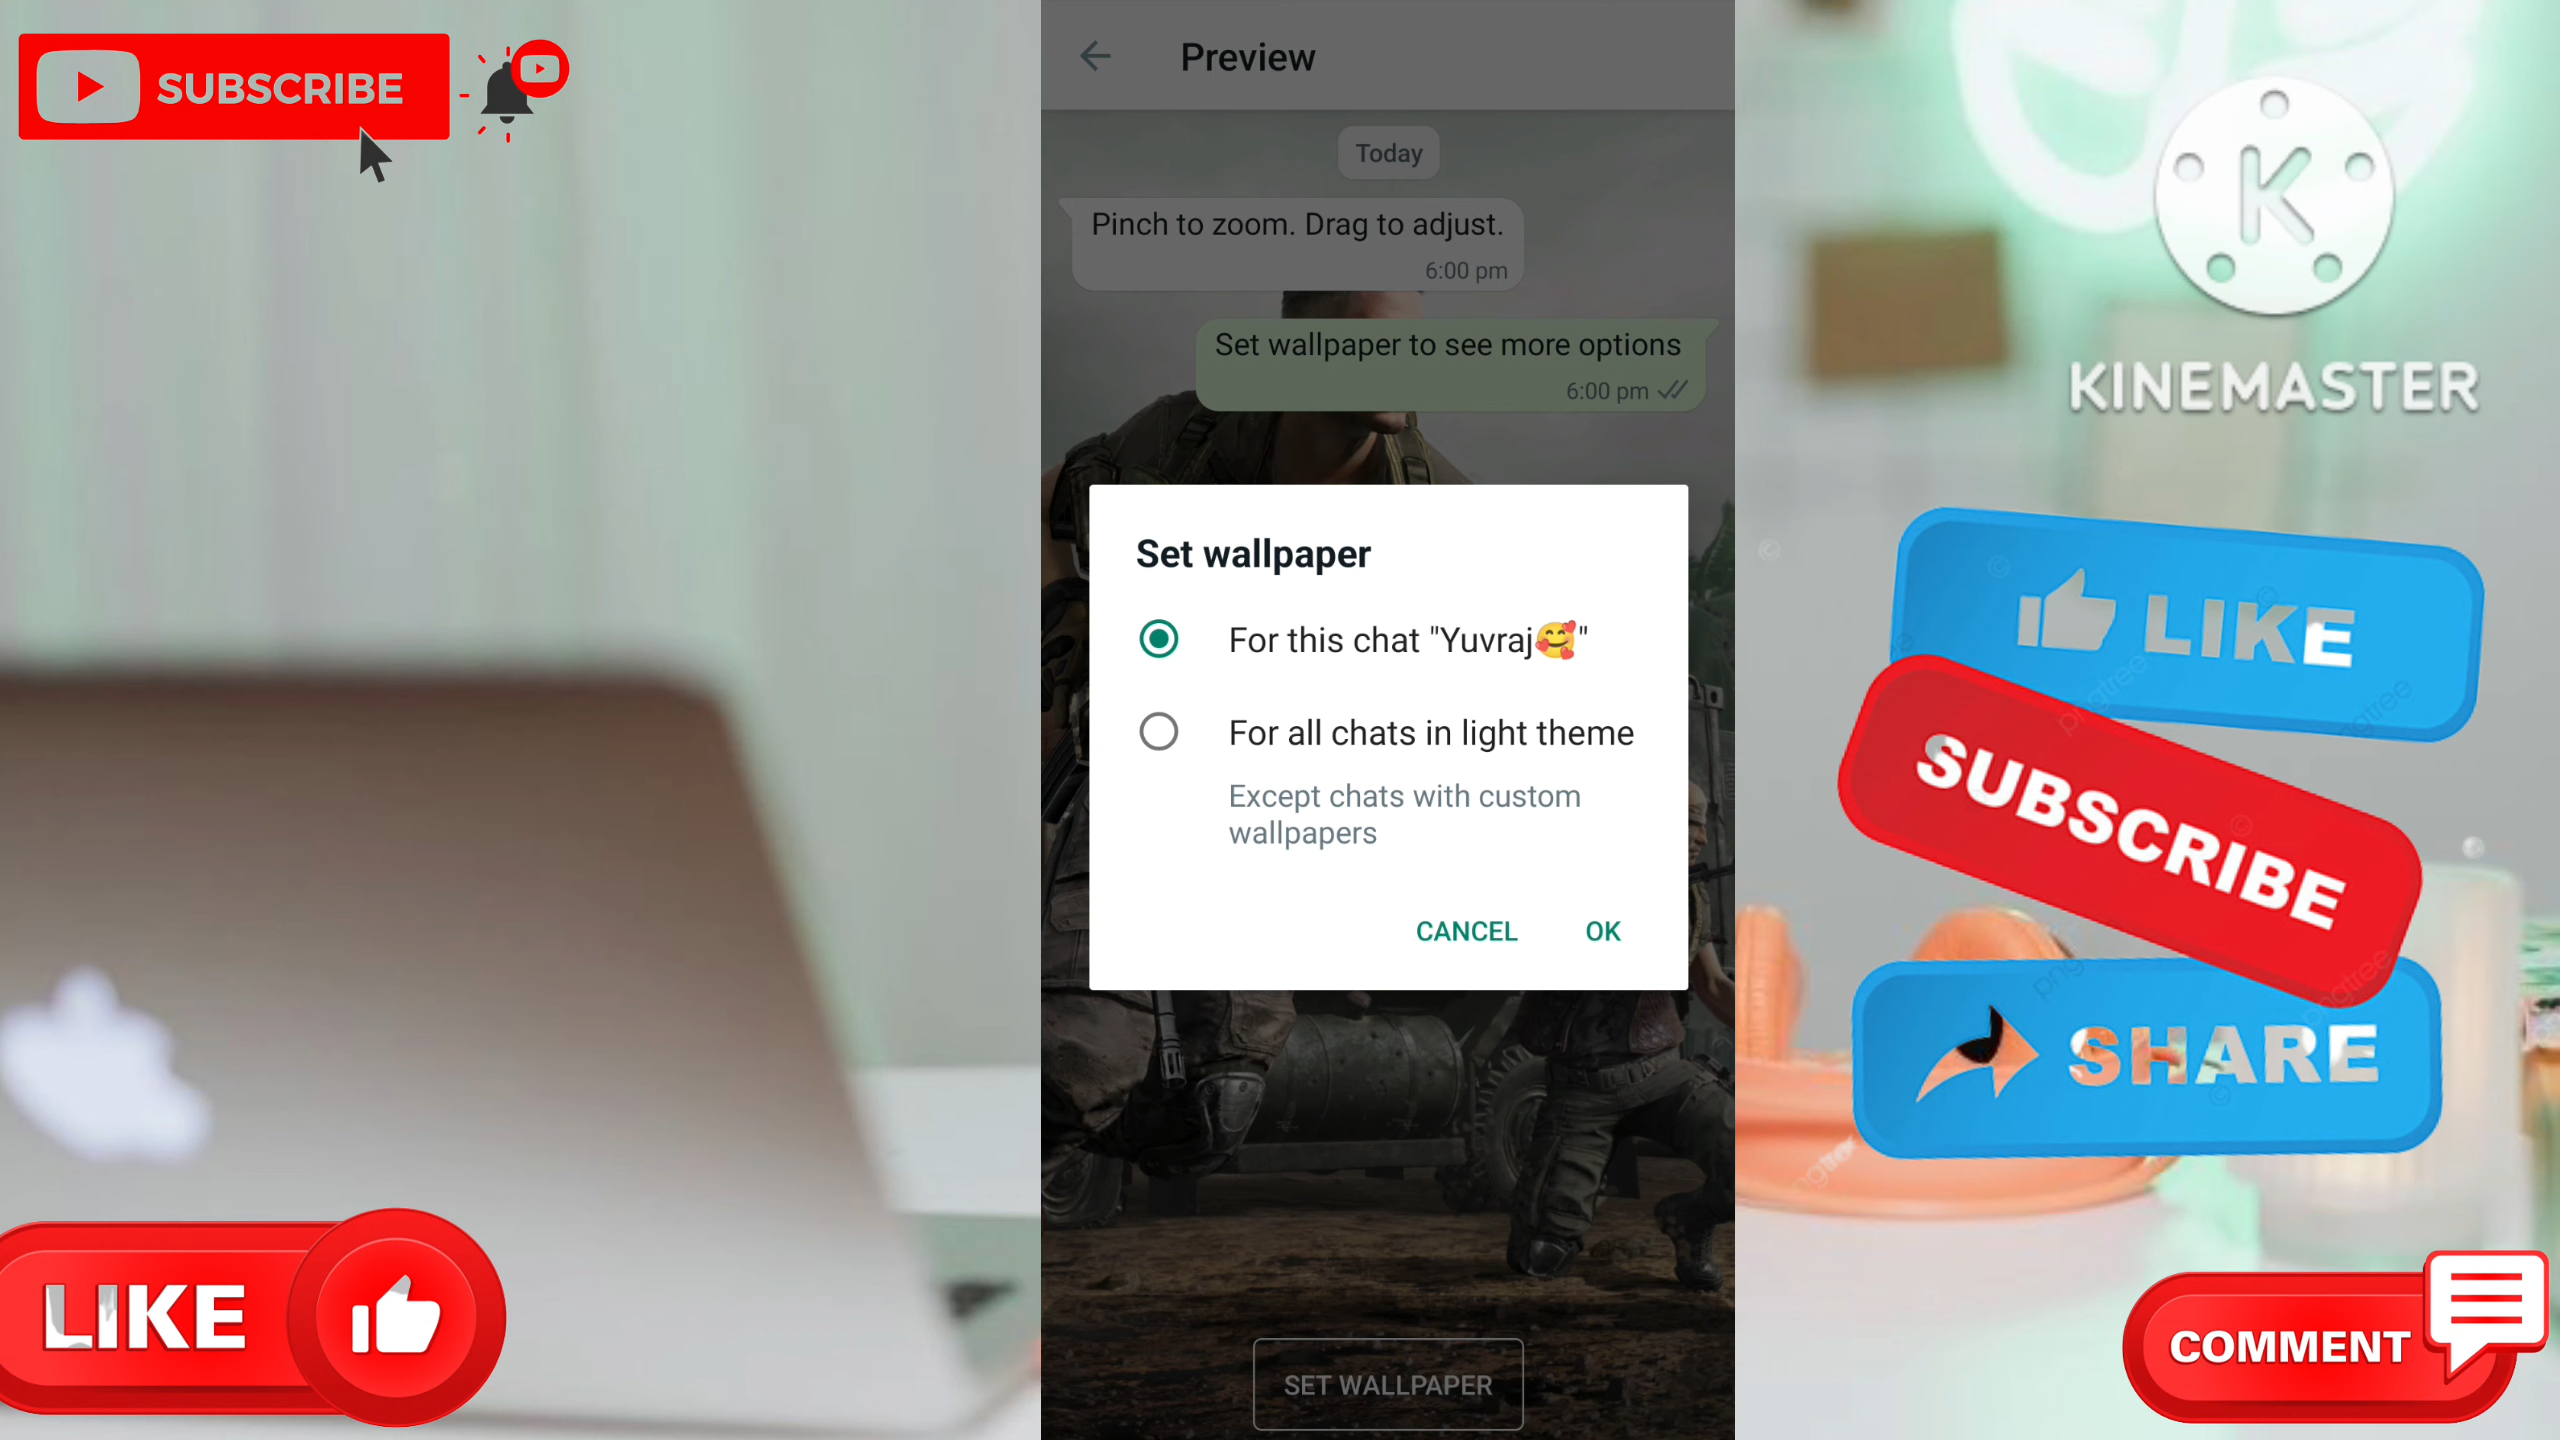 SUBSCRIBE
Preview
Today
Pinch to zoom. Drag to adjust.
6:00 pm
Set wallpaper to see more options
6:00 pm
Set wallpaper
For this chat "Yuvraj🥰"
For all chats in light theme
Except chats with custom
wallpapers
CANCEL OK
SET WALLPAPER
K
KINEMASTER
LIKE
SUBSCRIBE
SHARE
LIKE
COMMENT